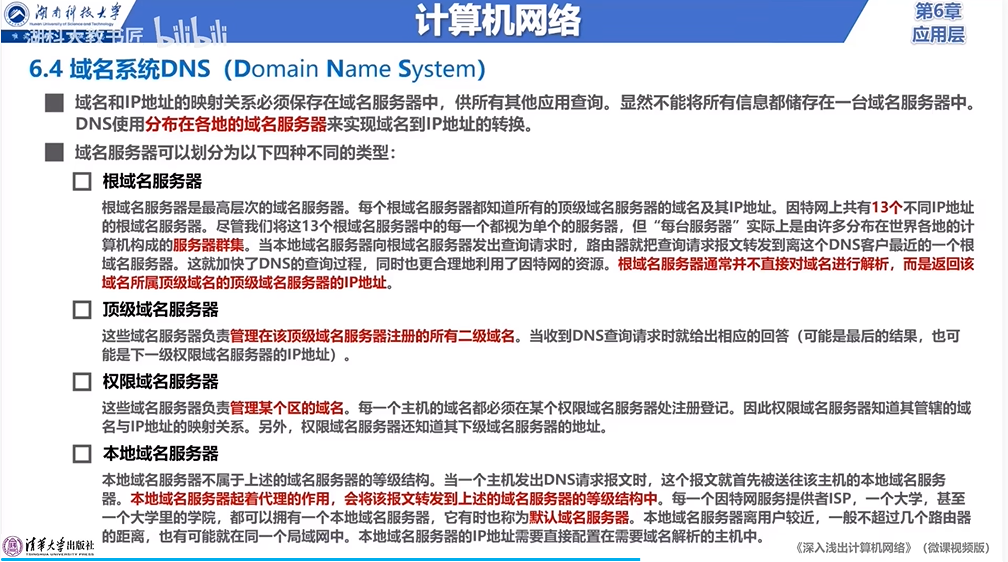 湖南科技大学
Hunan University of Science and Technology
计算机网络
第6章
应用层
湖科大教书匠 bilibili
6.4 域名系统DNS（Domain Name System）
域名和IP地址的映射关系必须保存在域名服务器中，供所有其他应用查询。显然不能将所有信息都储存在一台域名服务器中。
DNS使用分布在各地的域名服务器来实现域名到IP地址的转换。
域名服务器可以划分为以下四种不同的类型：
根域名服务器
根域名服务器是最高层次的域名服务器。每个根域名服务器都知道所有的顶级域名服务器的域名及其IP地址。因特网上共有13个不同IP地址
的根域名服务器。尽管我们将这13个根域名服务器中的每一个都视为单个的服务器，但“每台服务器”实际上是由许多分布在世界各地的计
算机构成的服务器群集。当本地域名服务器向根域名服务器发出查询请求时，路由器就把查询请求报文转发到离这个DNS客户最近的一个根
域名服务器。这就加快了DNS的查询过程，同时也更合理地利用了因特网的资源。根域名服务器通常并不直接对域名进行解析，而是返回该
域名所属顶级域名的顶级域名服务器的IP地址。
顶级域名服务器
这些域名服务器负责管理在该顶级域名服务器注册的所有二级域名。当收到DNS查询请求时就给出相应的回答（可能是最后的结果，也可
能是下一级权限域名服务器的IP地址）。
权限域名服务器
这些域名服务器负责管理某个区的域名。每一个主机的域名都必须在某个权限域名服务器处注册登记。因此权限域名服务器知道其管辖的域
名与IP地址的映射关系。另外，权限域名服务器还知道其下级域名服务器的地址。
本地域名服务器
本地域名服务器不属于上述的域名服务器的等级结构。当一个主机发出DNS请求报文时，这个报文就首先被送往该主机的本地域名服务
器。本地域名服务器起着代理的作用，会将该报文转发到上述的域名服务器的等级结构中。每一个因特网服务提供者ISP，一个大学，甚至
一个大学里的学院，都可以拥有一个本地域名服务器，它有时也称为默认域名服务器。本地域名服务器离用户较近，一般不超过几个路由器
的距离，也有可能就在同一个局域网中。本地域名服务器的IP地址需要直接配置在需要域名解析的主机中。
清华大学出版社
TSINGHUA UNIVERSITY PRESS
《深入浅出计算机网络》（微课视频版）